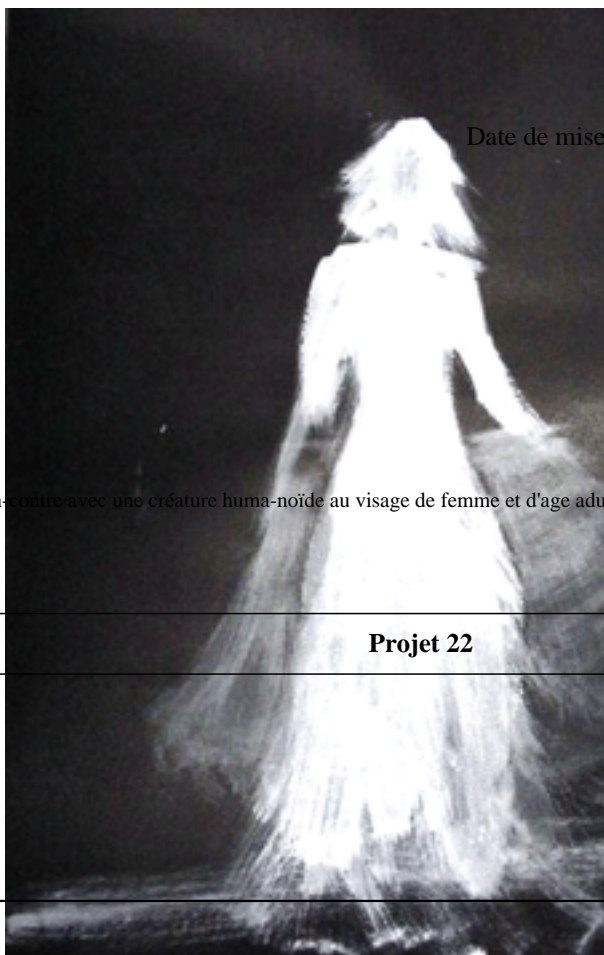 Date de mise
contre avec une créature huma-noïde au visage de femme et d'age adu
Projet 22